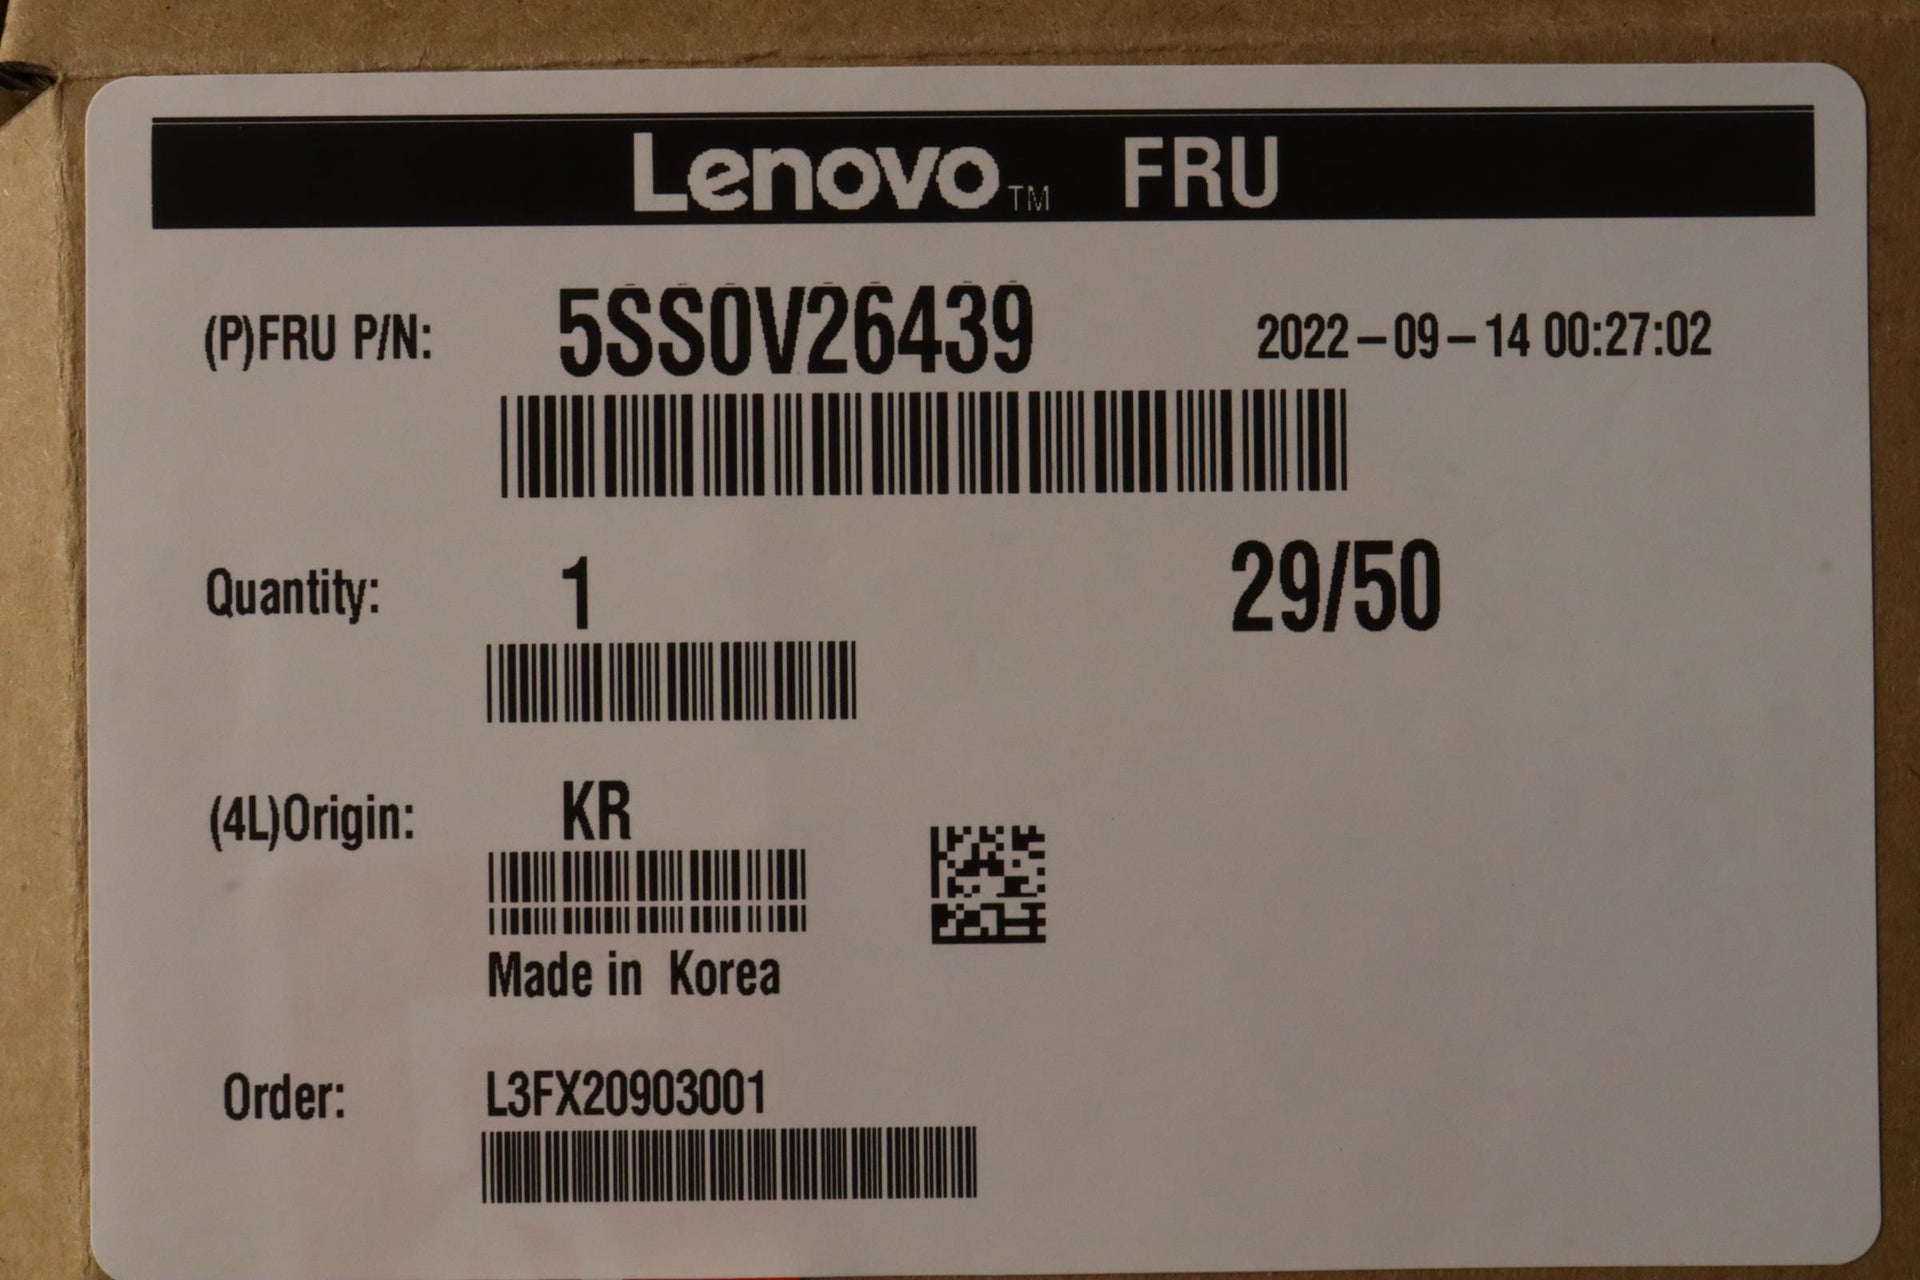 Lenovo™ FRU
(P)FRU P/N: 5SS0V26439 2022-09-14 00:27:02
Quantity: 1 29/50
(4L)Origin: KR
Made in Korea
Order: L3FX20903001